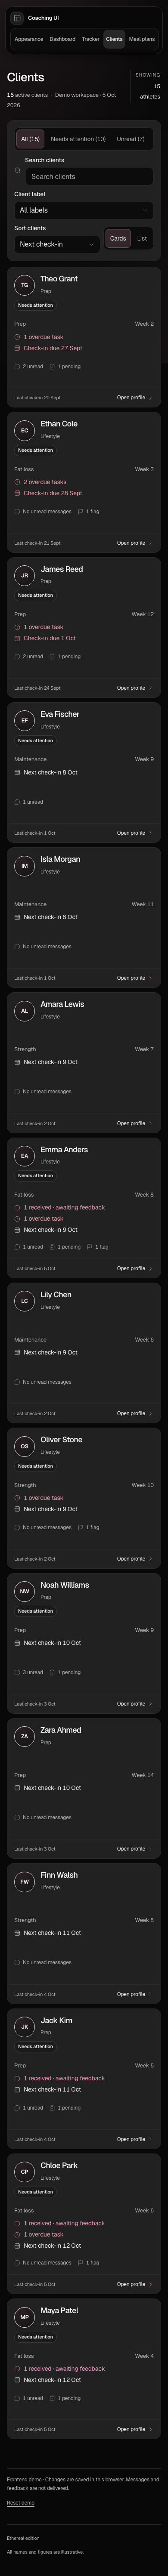 Coaching UI
Appearance Dashboard Tracker Clients Meal plans
Clients
15 active clients · Demo workspace · 5 Oct
2026
SHOWING
15
athletes
All (15) Needs attention (10) Unread (7)
Search clients
Search clients
Client label
All labels
Sort clients
Next check-in
Cards List
TG
Theo Grant
Prep
Needs attention
Prep Week 2
1 overdue task
Check-in due 27 Sept
2 unread 1 pending
Last check-in 20 Sept Open profile
EC
Ethan Cole
Lifestyle
Needs attention
Fat loss Week 3
2 overdue tasks
Check-in due 28 Sept
No unread messages 1 flag
Last check-in 21 Sept Open profile
JR
James Reed
Prep
Needs attention
Prep Week 12
1 overdue task
Check-in due 1 Oct
2 unread 1 pending
Last check-in 24 Sept Open profile
EF
Eva Fischer
Lifestyle
Maintenance Week 9
Next check-in 8 Oct
1 unread
Last check-in 1 Oct Open profile
IM
Isla Morgan
Lifestyle
Maintenance Week 11
Next check-in 8 Oct
No unread messages
Last check-in 1 Oct Open profile
AL
Amara Lewis
Lifestyle
Strength Week 7
Next check-in 9 Oct
No unread messages
Last check-in 2 Oct Open profile
EA
Emma Anders
Lifestyle
Needs attention
Fat loss Week 8
1 received · awaiting feedback
1 overdue task
Next check-in 9 Oct
1 unread 1 pending 1 flag
Last check-in 5 Oct Open profile
LC
Lily Chen
Lifestyle
Maintenance Week 6
Next check-in 9 Oct
No unread messages
Last check-in 2 Oct Open profile
OS
Oliver Stone
Lifestyle
Needs attention
Strength Week 10
1 overdue task
Next check-in 9 Oct
No unread messages 1 flag
Last check-in 2 Oct Open profile
NW
Noah Williams
Prep
Needs attention
Prep Week 9
Next check-in 10 Oct
3 unread 1 pending
Last check-in 3 Oct Open profile
ZA
Zara Ahmed
Prep
Prep Week 14
Next check-in 10 Oct
No unread messages
Last check-in 3 Oct Open profile
FW
Finn Walsh
Lifestyle
Strength Week 8
Next check-in 11 Oct
No unread messages
Last check-in 4 Oct Open profile
JK
Jack Kim
Prep
Needs attention
Prep Week 5
1 received · awaiting feedback
Next check-in 11 Oct
1 unread 1 pending
Last check-in 4 Oct Open profile
CP
Chloe Park
Lifestyle
Needs attention
Fat loss Week 6
1 received · awaiting feedback
1 overdue task
Next check-in 12 Oct
No unread messages 1 flag
Last check-in 5 Oct Open profile
MP
Maya Patel
Lifestyle
Needs attention
Fat loss Week 4
1 received · awaiting feedback
Next check-in 12 Oct
1 unread 1 pending
Last check-in 5 Oct Open profile
Frontend demo · Changes are saved in this browser. Messages and
feedback are not delivered.
Reset demo
Ethereal edition
All names and figures are illustrative.